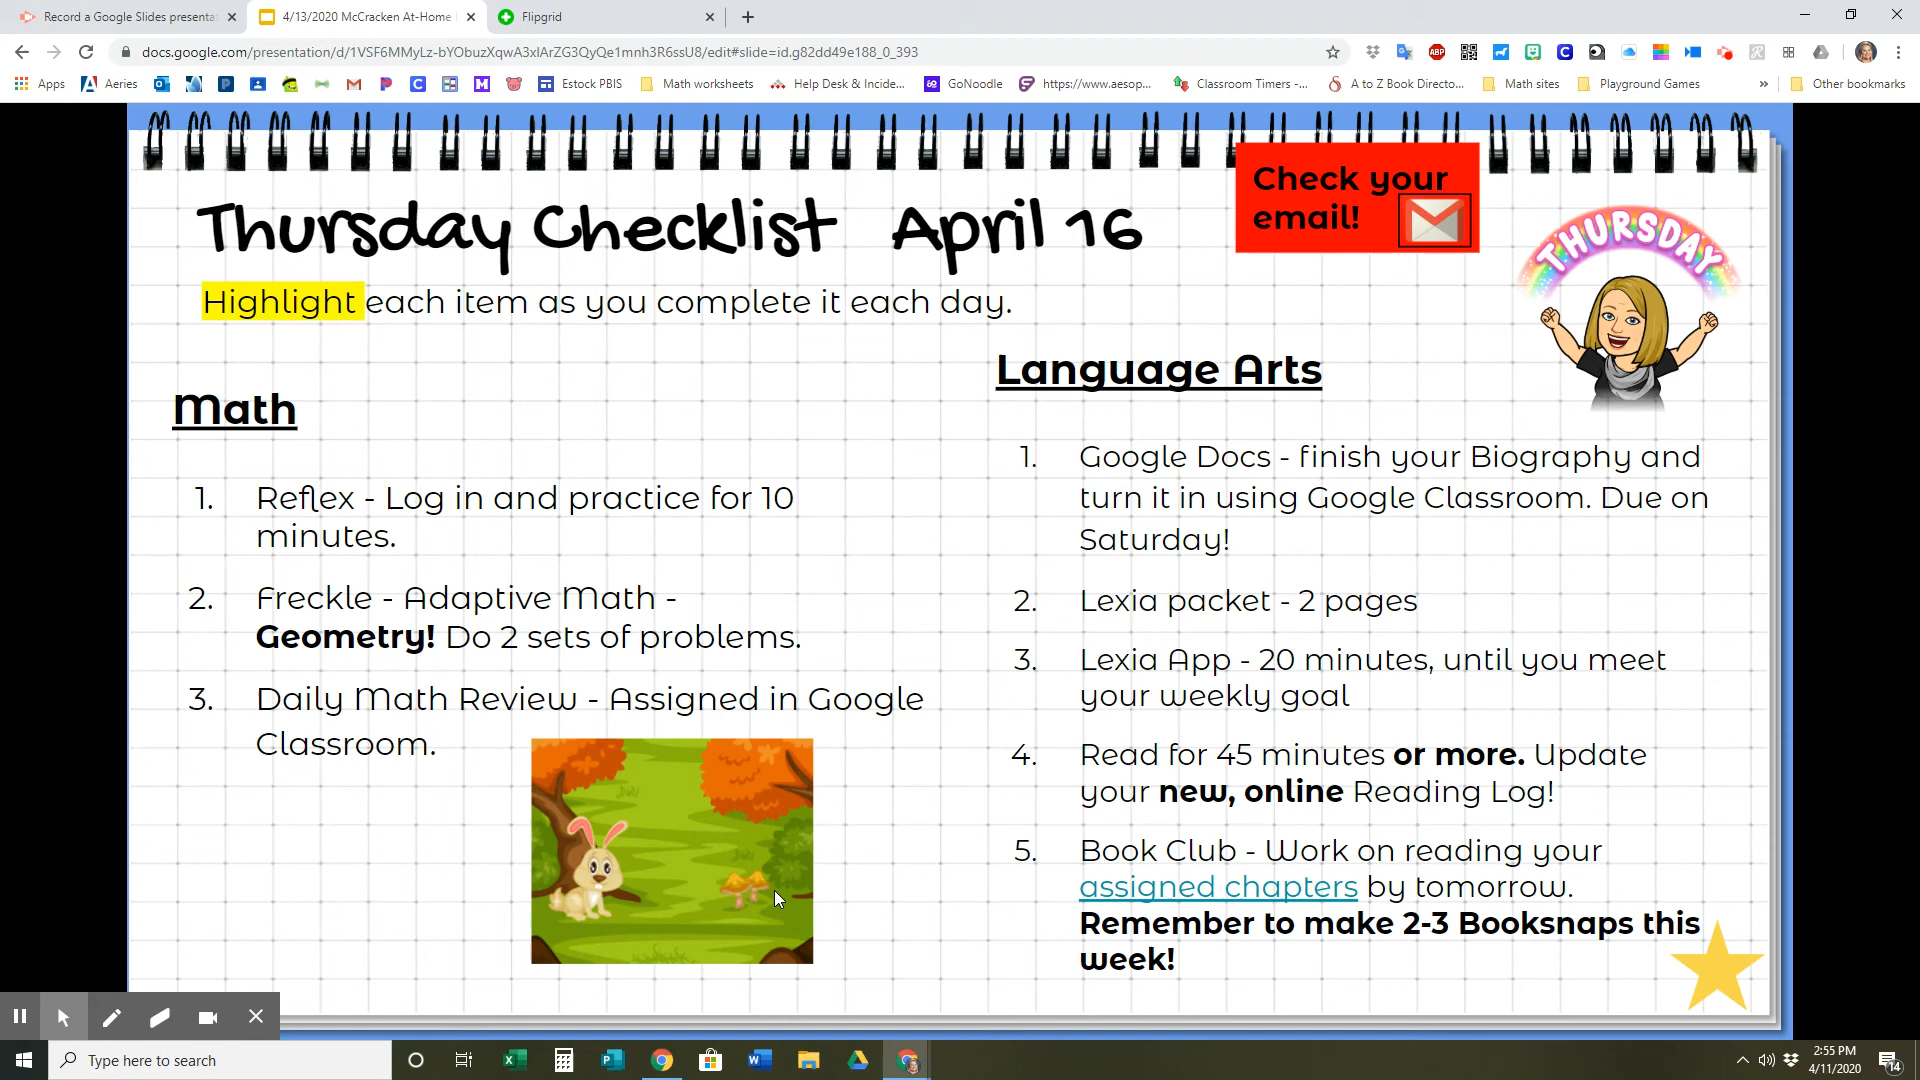 Record a Google Slides presenta
4/13/2020 McCracken At-Home
Flipgrid
docs.google.com/presentation/d/1VSF6MMyLz-bYObuzXqwA3xlArZG3QyQe1mnh3R6ssU8/edit#slide=id.g82dd49e188_0_393
Apps
Aeries
Estock PBIS
Math worksheets
Help Desk & Incide...
GoNoodle
https://www.aesop...
Classroom Timers -...
A to Z Book Directo...
Math sites
Playground Games
Other bookmarks
Check your
email!
Thursday Checklist April 16
THURSDAY
Highlight each item as you complete it each day.
Math
1. Reflex - Log in and practice for 10
minutes.
2. Freckle - Adaptive Math -
Geometry! Do 2 sets of problems.
3. Daily Math Review - Assigned in Google
Classroom.
Language Arts
1. Google Docs - finish your Biography and
turn it in using Google Classroom. Due on
Saturday!
2. Lexia packet - 2 pages
3. Lexia App - 20 minutes, until you meet
your weekly goal
4. Read for 45 minutes or more. Update
your new, online Reading Log!
5. Book Club - Work on reading your
assigned chapters by tomorrow.
Remember to make 2-3 Booksnaps this
week!
Type here to search
2:55 PM
4/11/2020
14